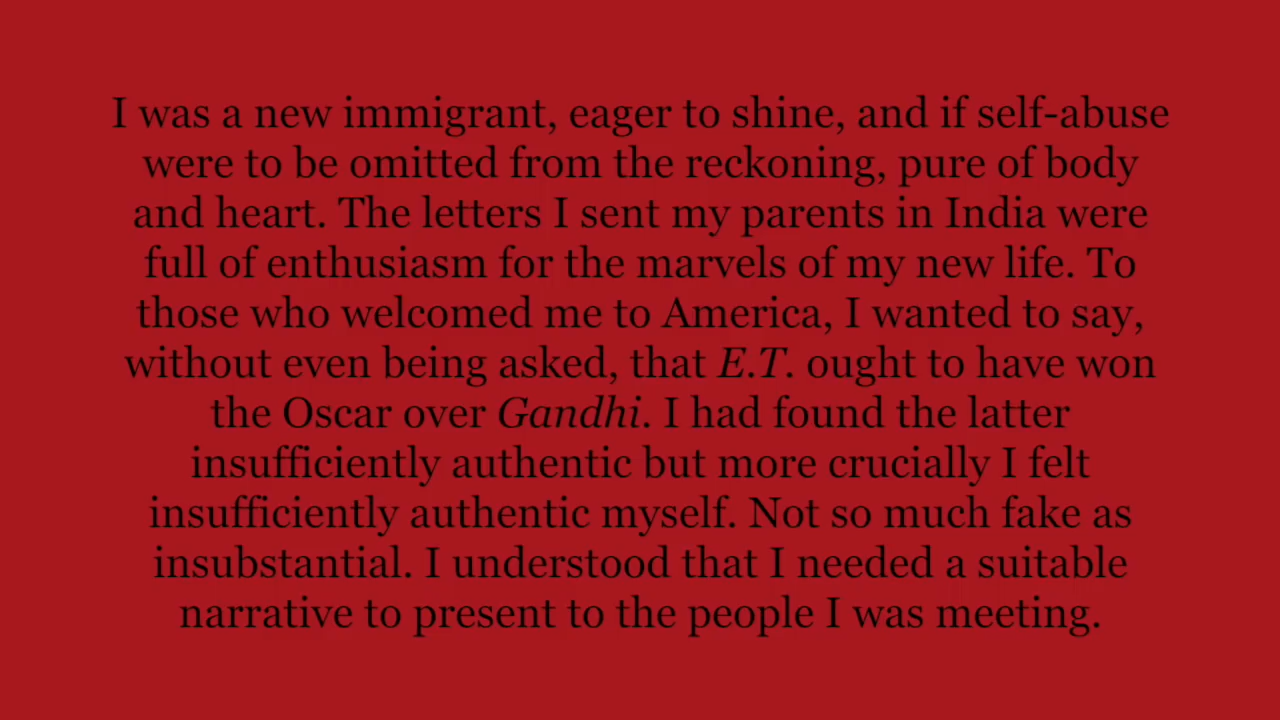 I was a new immigrant, eager to shine, and if self-abuse
were to be omitted from the reckoning, pure of body
and heart. The letters I sent my parents in India were
full of enthusiasm for the marvels of my new life. To
those who welcomed me to America, I wanted to say,
without even being asked, that E.T. ought to have won
the Oscar over Gandhi. I had found the latter
insufficiently authentic but more crucially I felt
insufficiently authentic myself. Not so much fake as
insubstantial. I understood that I needed a suitable
narrative to present to the people I was meeting.